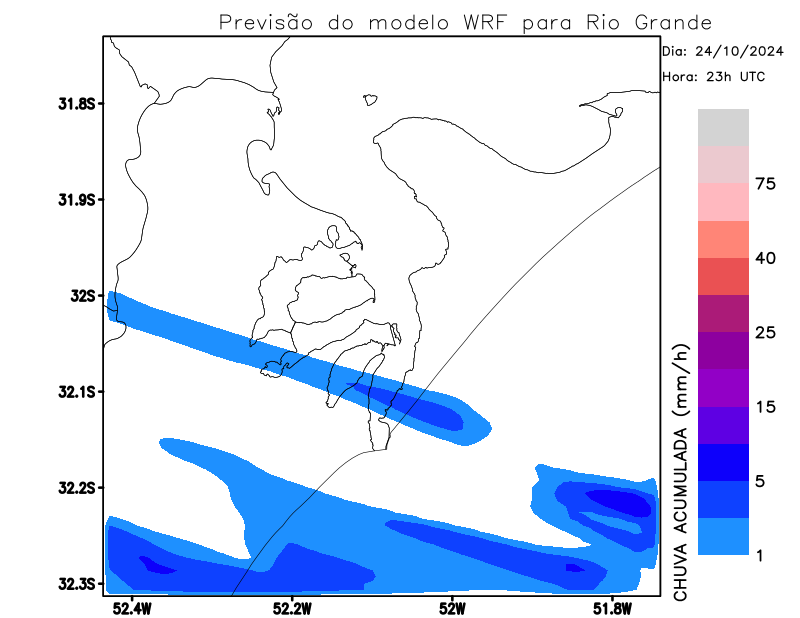 Previsão do modelo WRF para Rio Grande
Dia: 24/10/2024
Hora: 23h UTC
31.8S
31.9S
32S
32.1S
32.2S
32.3S
52.4W
52.2W
52W
51.8W
75
40
25
15
5
1
CHUVA ACUMULADA (mm/h)